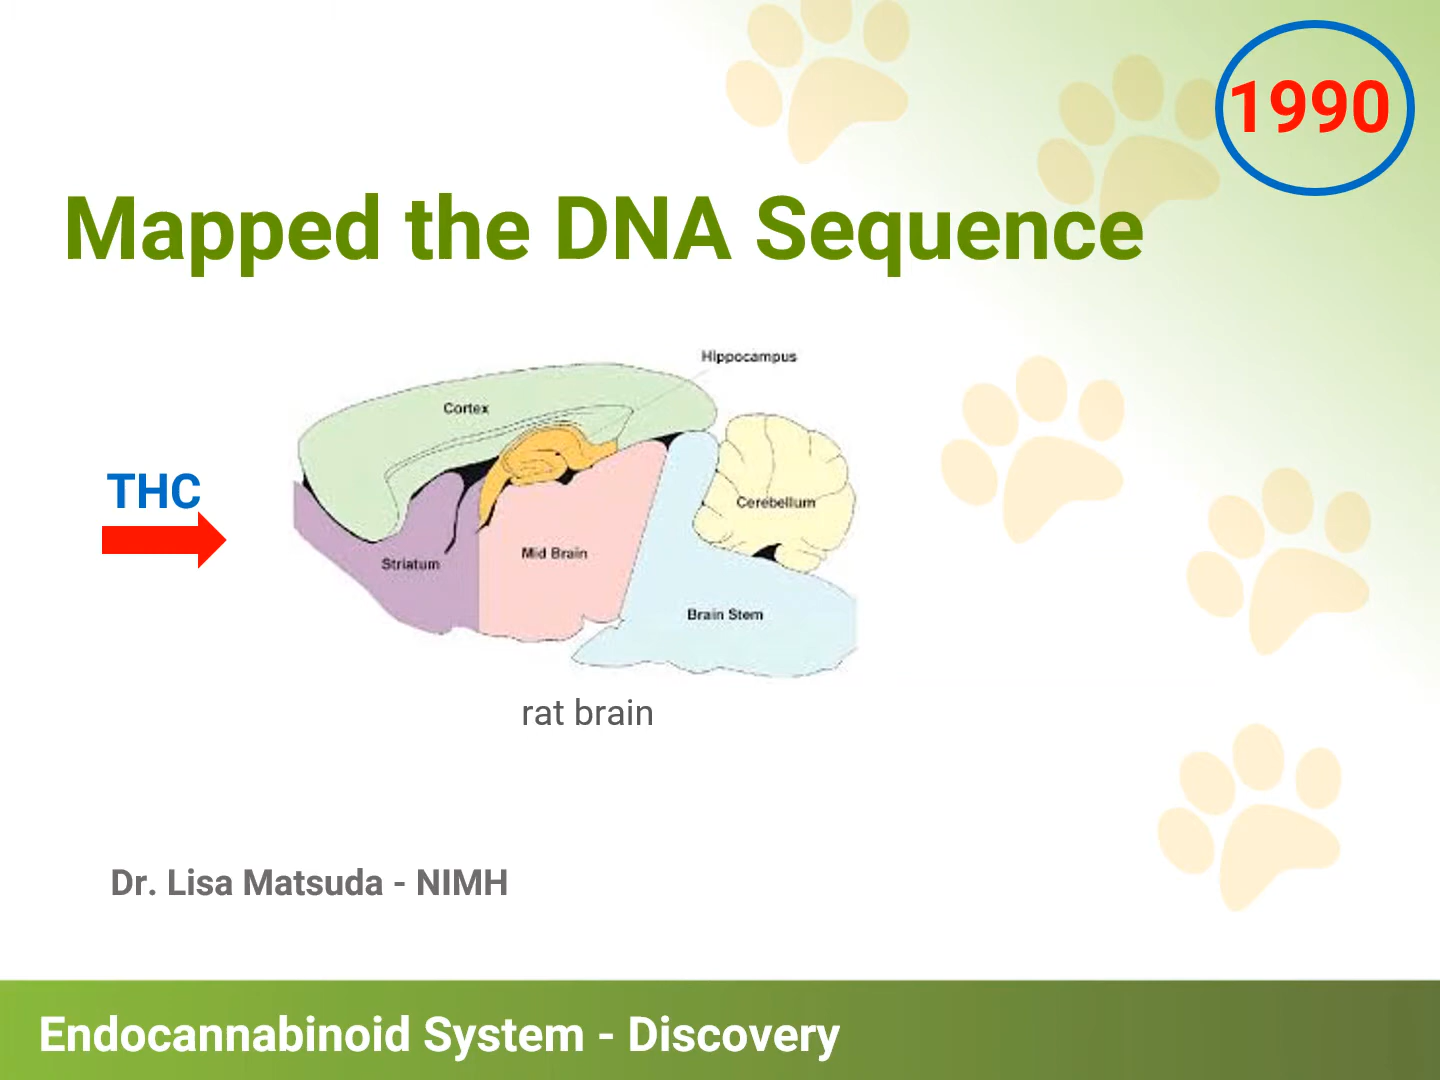 1990
Mapped the DNA Sequence
Hippocampus
Cortex
THC
Cerebellum
Mid Brain
Striatum
Brain Stem
rat brain
Dr. Lisa Matsuda - NIMH
Endocannabinoid System - Discovery